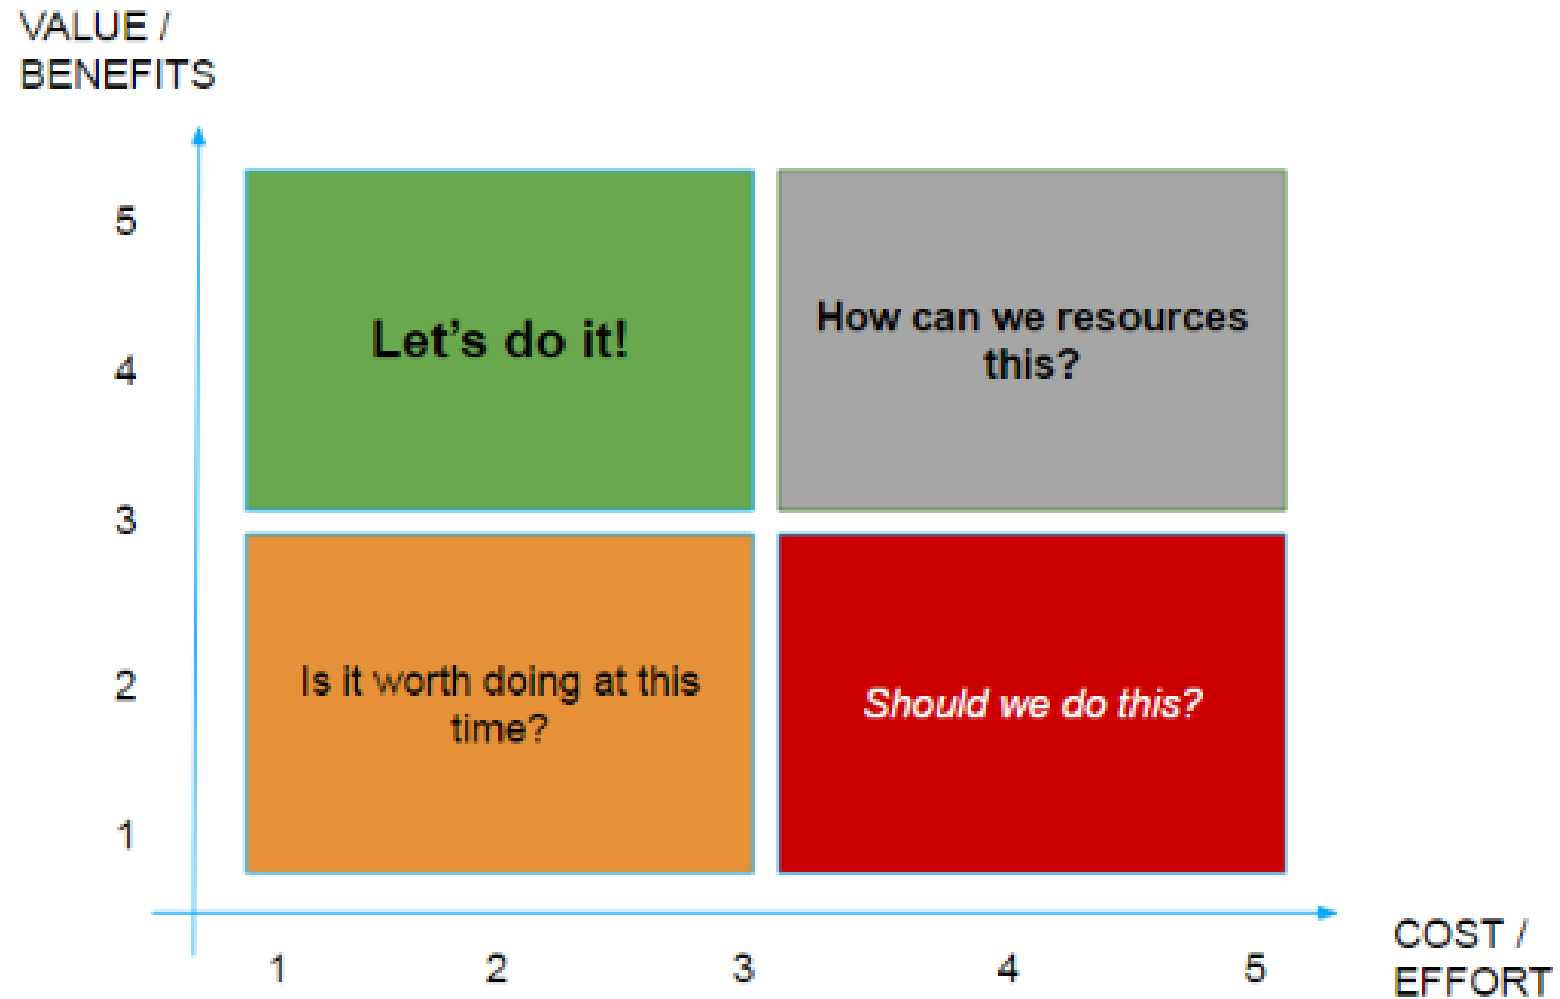 VALUE /
BENEFITS
5
4
3
2
1
Let's do it!
How can we resources
this?
Is it worth doing at this
time?
Should we do this?
1
2
3
4
5
COST /
EFFORT